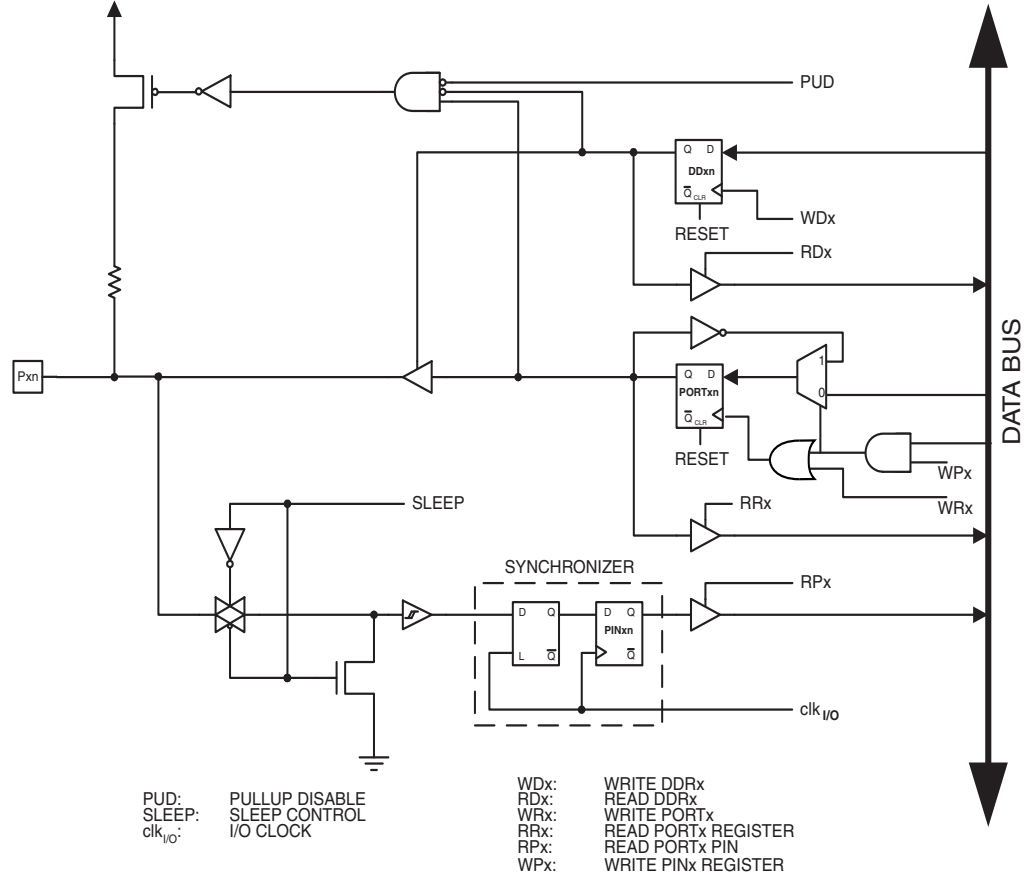 PUD
Q D
DDxn
Q CLR
WDx
RESET
RDx
Pxn
1
Q D
PORTxn
0
Q CLR
RESET
WPx
WRx
DATA BUS
SLEEP
RRx
SYNCHRONIZER
RPx
D Q
L Q
D Q
PINxn
Q
clk I/O
PUD: PULLUP DISABLE
SLEEP: SLEEP CONTROL
clk I/O: I/O CLOCK
WDx: WRITE DDRx
RDx: READ DDRx
WRx: WRITE PORTx
RRx: READ PORTx REGISTER
RPx: READ PORTx PIN
WPx: WRITE PINx REGISTER